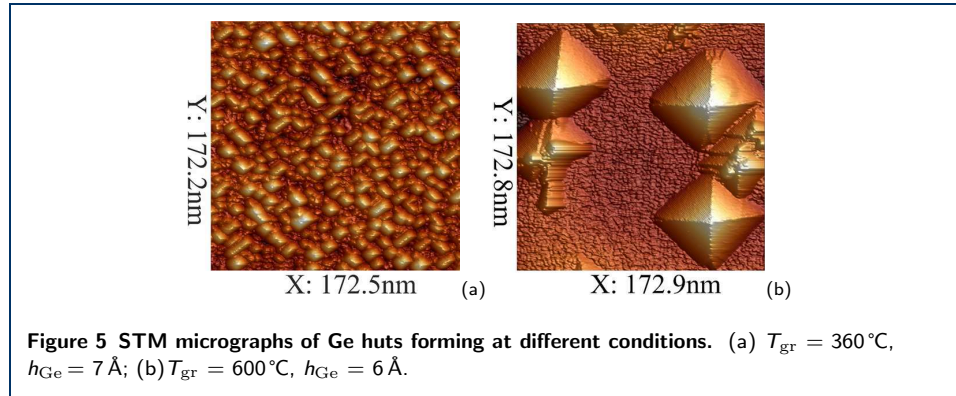 Y: 172.2nm
X: 172.5nm
(a)
Y: 172.8nm
X: 172.9nm
(b)
Figure 5 STM micrographs of Ge huts forming at different conditions. (a) Tgr = 360 °C,
hGe = 7 Å; (b) Tgr = 600°C, hGe = 6 Å.